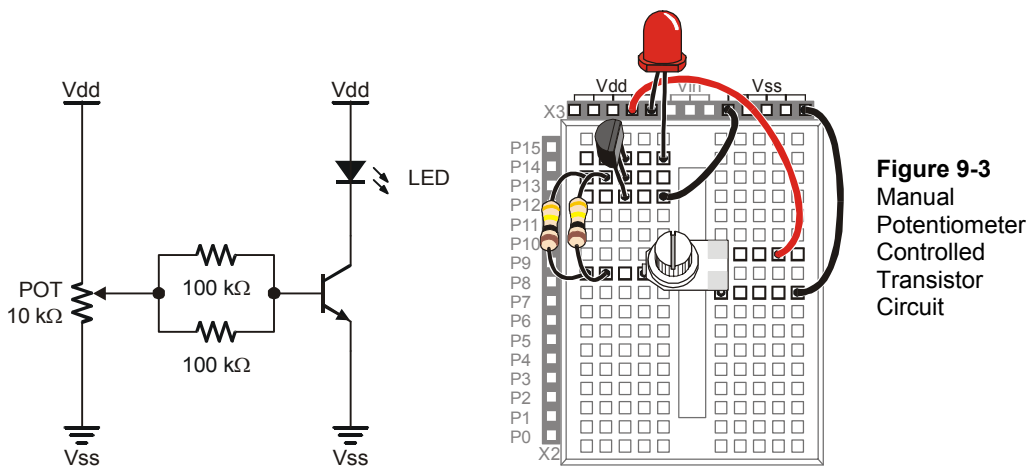 Vdd
Vdd
LED
POT
10 kΩ
100 kΩ
100 kΩ
Vss
Vss
Vdd
Vin
Vss
X3
P15
P14
P13
P12
P11
P10
P9
P8
P7
P6
P5
P4
P3
P2
P1
P0
X2
Figure 9-3
Manual
Potentiometer
Controlled
Transistor
Circuit